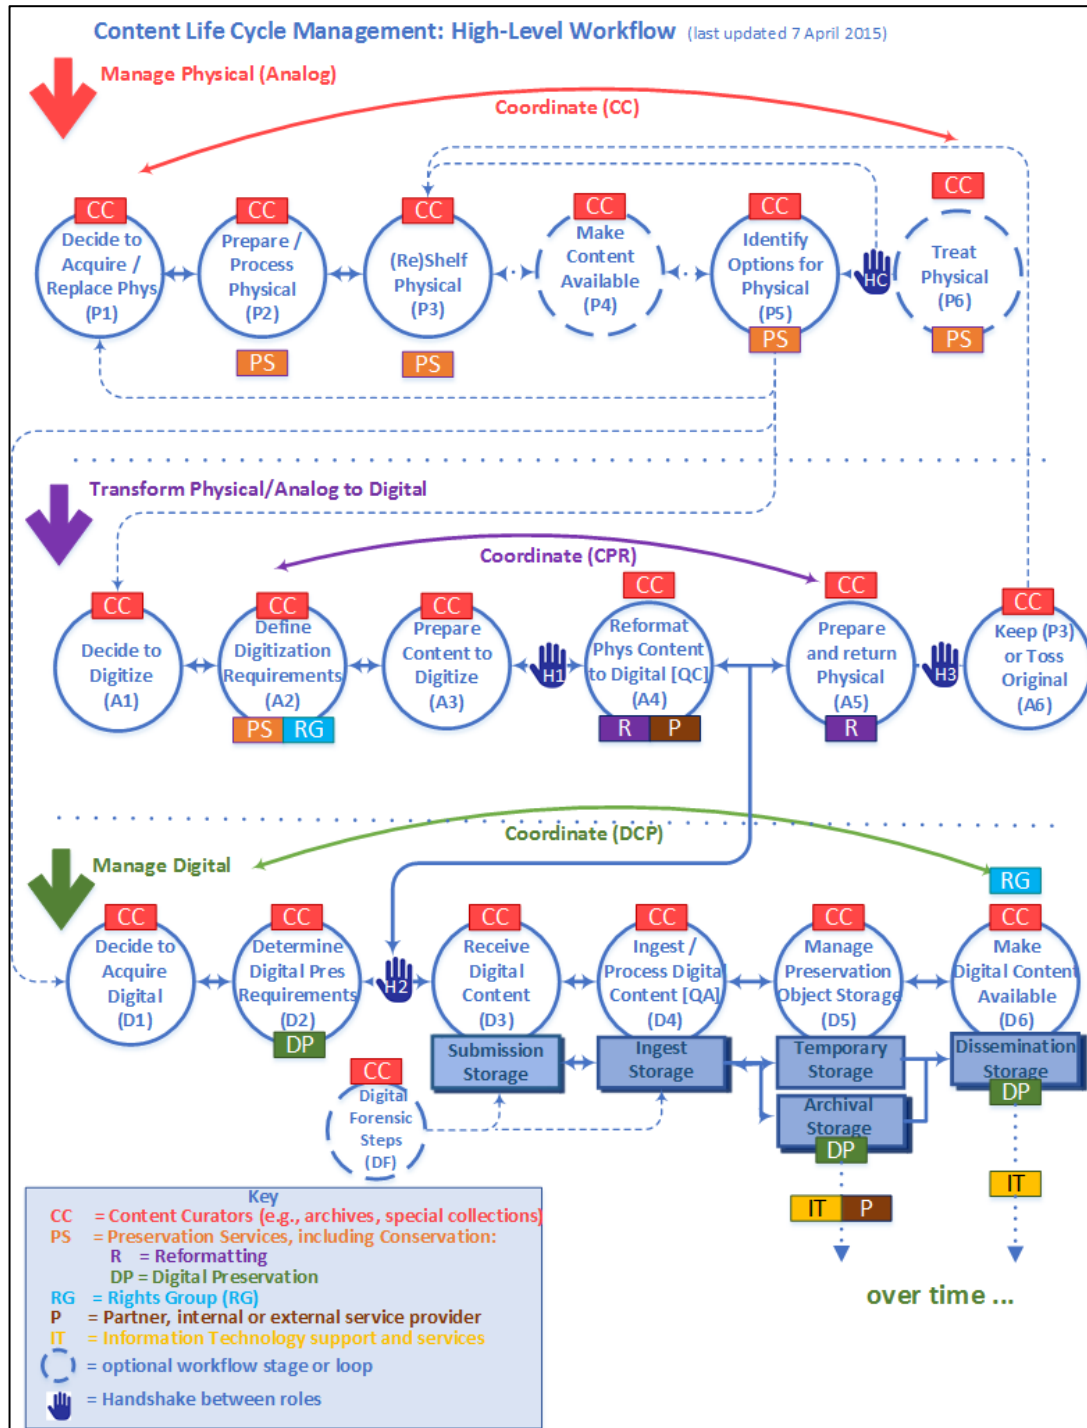 Content Life Cycle Management: High-Level Workflow (last updated 7 April 2015)
Manage Physical (Analog)
Coordinate (CC)
CC
Decide to
Acquire /
Replace Phys
(P1)
CC
Prepare /
Process
Physical
(P2)
PS
CC
(Re)Shelf
Physical
(P3)
PS
CC
Make
Content
Available
(P4)
CC
Identify
Options for
Physical
(P5)
PS
HC
CC
Treat
Physical
(P6)
PS
Transform Physical/Analog to Digital
Coordinate (CPR)
CC
Decide to
Digitize
(A1)
CC
Define
Digitization
Requirements
(A2)
PS RG
CC
Prepare
Content to
Digitize
(A3)
H1
CC
Reformat
Phys Content
to Digital [QC]
(A4)
R P
CC
Prepare
and return
Physical
(A5)
R
H3
CC
Keep (P3)
or Toss
Original
(A6)
Coordinate (DCP)
Manage Digital
CC
Decide to
Acquire
Digital
(D1)
CC
Determine
Digital Pres
Requirements
(D2)
DP
H2
CC
Receive
Digital
Content
(D3)
Submission
Storage
CC
Ingest /
Process Digital
Content [QA]
(D4)
Ingest
Storage
CC
Manage
Preservation
Object Storage
(D5)
Temporary
Storage
Archival
Storage
DP
IT P
RG
CC
Make
Digital Content
Available
(D6)
Dissemination
Storage
DP
IT
CC
Digital
Forensic
Steps
(DF)
over time ...
Key
CC = Content Curators (e.g., archives, special collections)
PS = Preservation Services, including Conservation:
R = Reformatting
DP = Digital Preservation
RG = Rights Group (RG)
P = Partner, internal or external service provider
IT = Information Technology support and services
= optional workflow stage or loop
= Handshake between roles